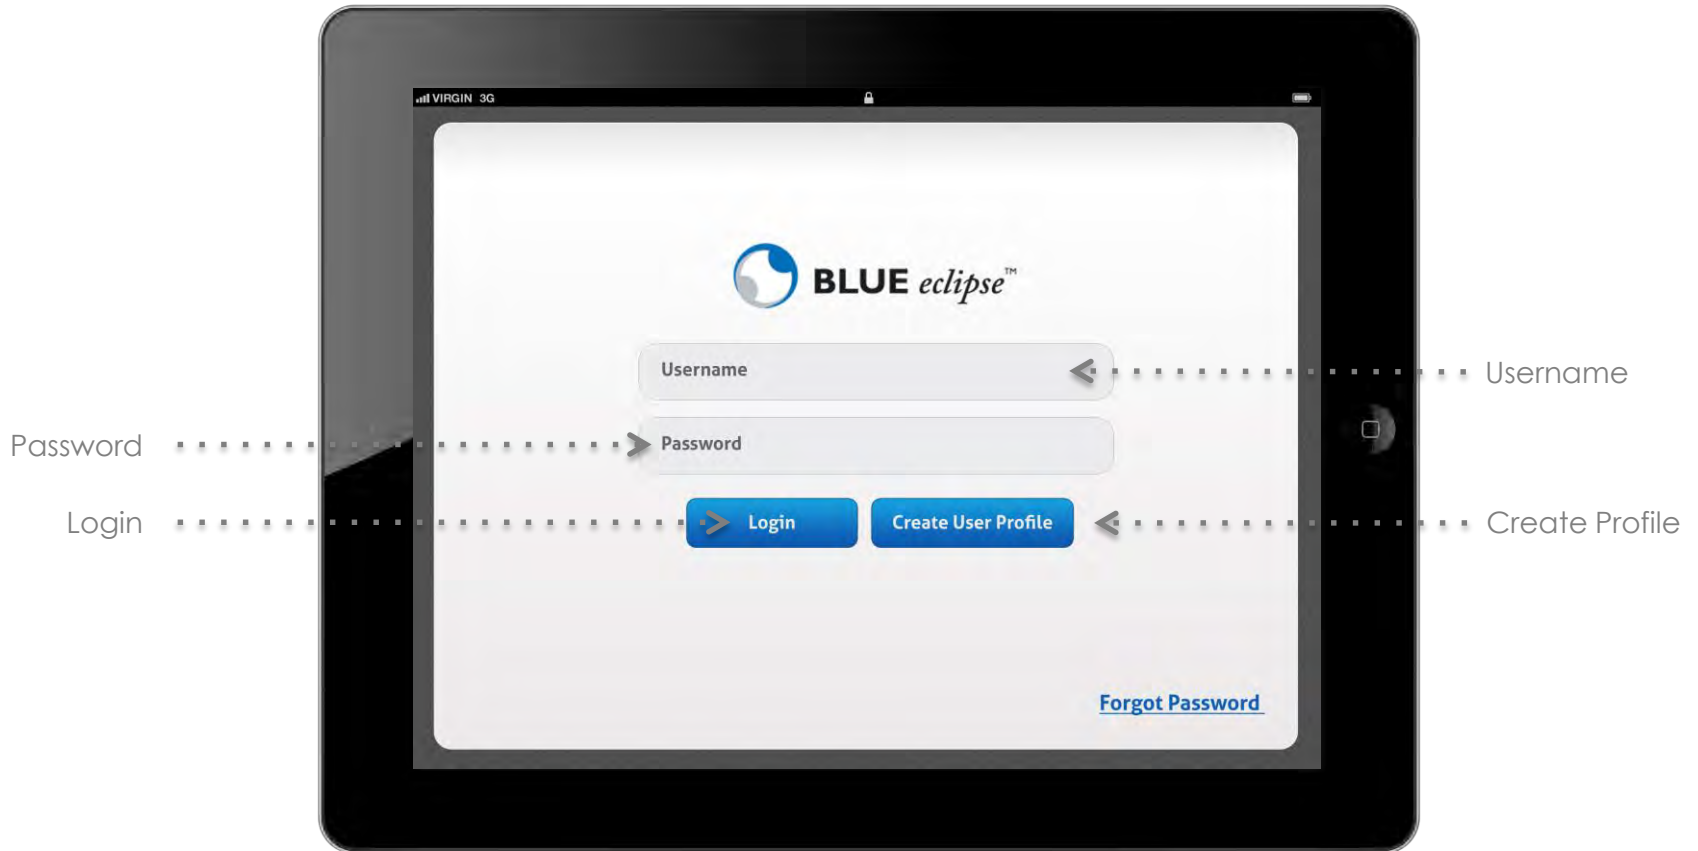 VIRGIN 3G
BLUE eclipse™
Username
Username
Password
Password
Login
Login
Create User Profile
Create Profile
Forgot Password